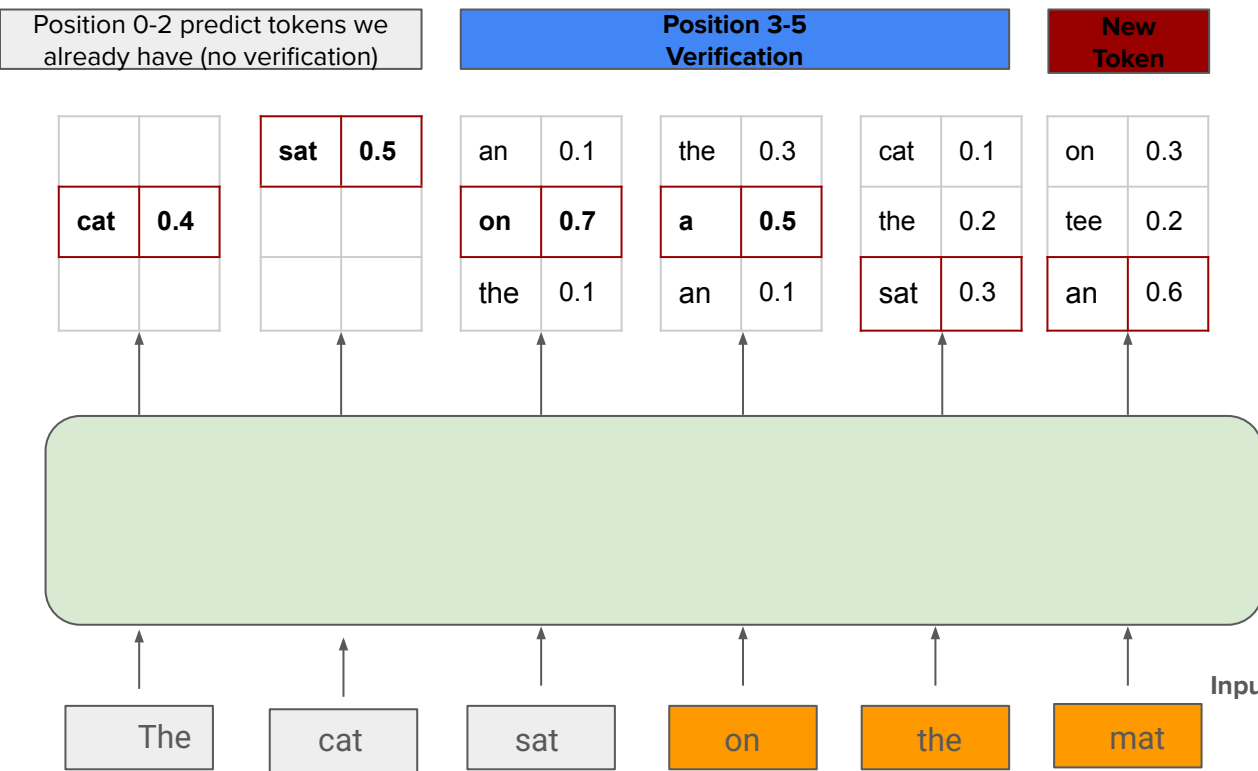 Position 0-2 predict tokens we
already have (no verification)
Position 3-5
Verification
New
Token
sat 0.5 an 0.1 the 0.3 cat 0.1 on 0.3
cat 0.4 on 0.7 a 0.5 the 0.2 tee 0.2
the 0.1 an 0.1 sat 0.3 an 0.6
Inpu
The cat sat on the mat